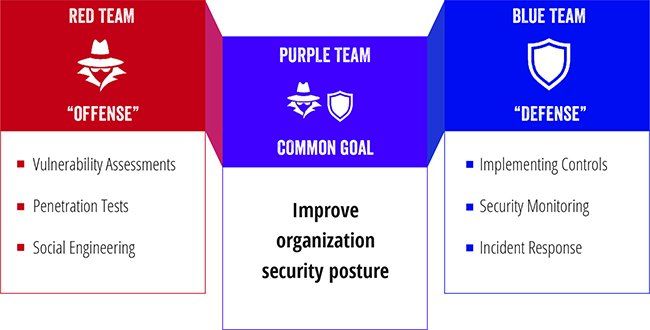 RED TEAM
"OFFENSE"
■ Vulnerability Assessments
■ Penetration Tests
■ Social Engineering
PURPLE TEAM
COMMON GOAL
Improve
organization
security posture
BLUE TEAM
"DEFENSE"
■ Implementing Controls
■ Security Monitoring
■ Incident Response